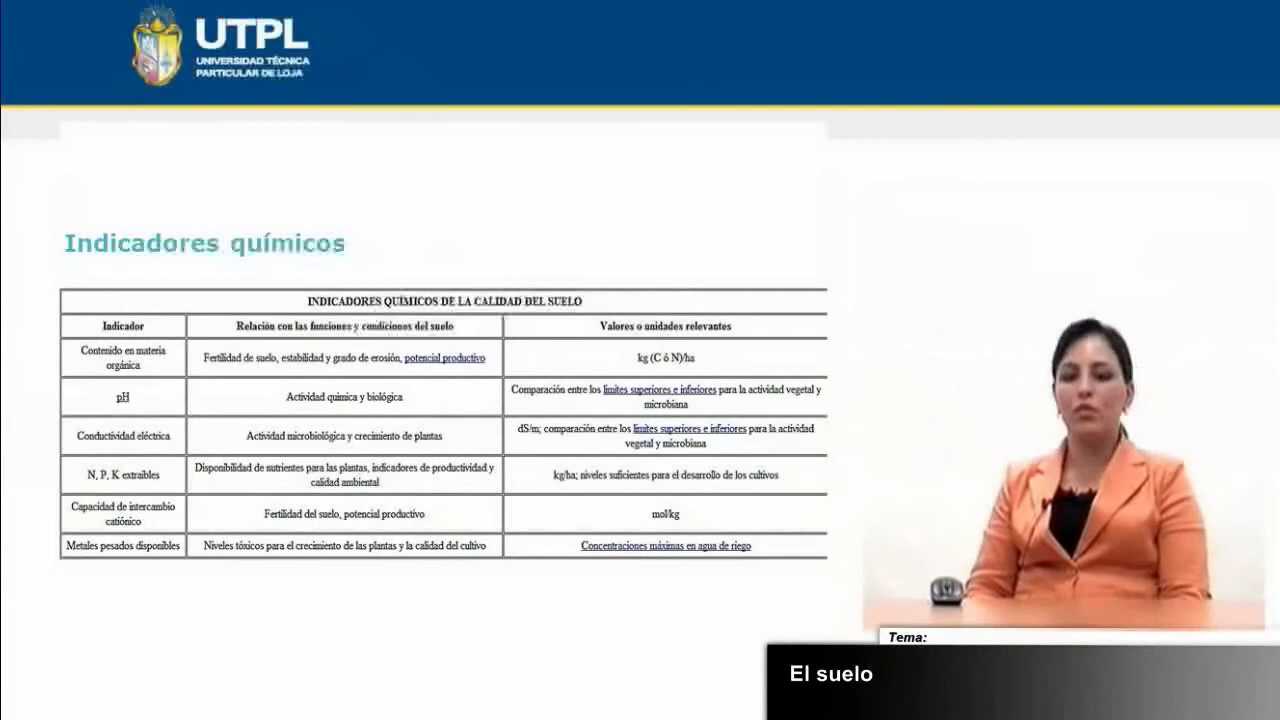 UTPL
UNIVERSIDAD TÉCNICA
PARTICULAR DE LOJA
Indicadores químicos
INDICADORES QUÍMICOS DE LA CALIDAD DEL SUELO
Indicador
Relación con las funciones y condiciones del suelo
Valores o unidades relevantes
Contenido en materia
orgánica
Fertilidad de suelo, estabilidad y grado de erosión, potencial productivo
kg (C ó N)/ha
pH
Actividad química y biológica
Comparación entre los límites superiores e inferiores para la actividad vegetal y
microbiana
Conductividad eléctrica
Actividad microbiológica y crecimiento de plantas
dS/m; comparación entre los límites superiores e inferiores para la actividad
vegetal y microbiana
N, P, K extraíbles
Disponibilidad de nutrientes para las plantas, indicadores de productividad y
calidad ambiental
kg/ha; niveles suficientes para el desarrollo de los cultivos
Capacidad de intercambio
catiónico
Fertilidad del suelo, potencial productivo
mol/kg
Metales pesados disponibles
Niveles tóxicos para el crecimiento de las plantas y la calidad del cultivo
Concentraciones máximas en agua de riego
Tema:
El suelo